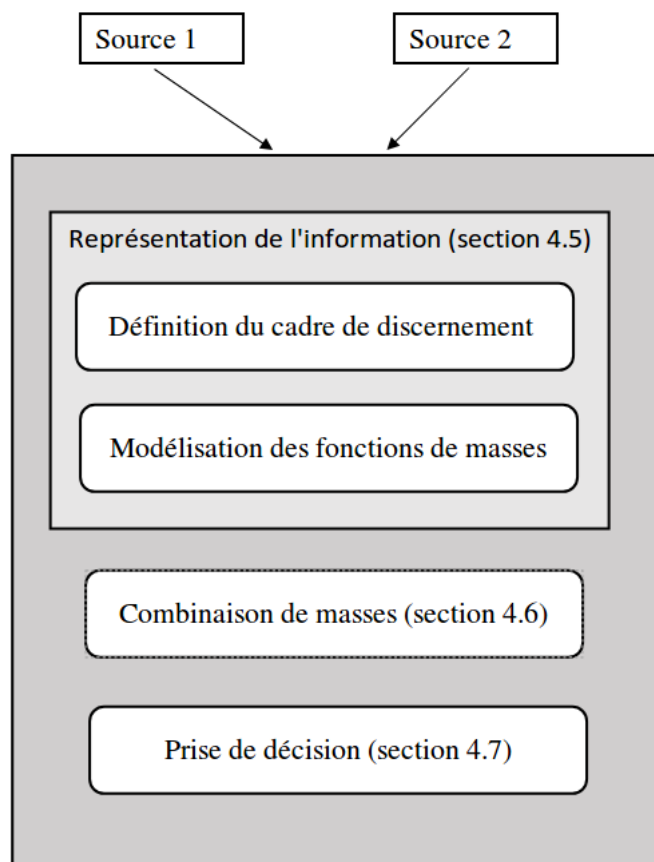 Source 1
Source 2
Représentation de l'information (section 4.5)
Définition du cadre de discernement
Modélisation des fonctions de masses
Combinaison de masses (section 4.6)
Prise de décision (section 4.7)